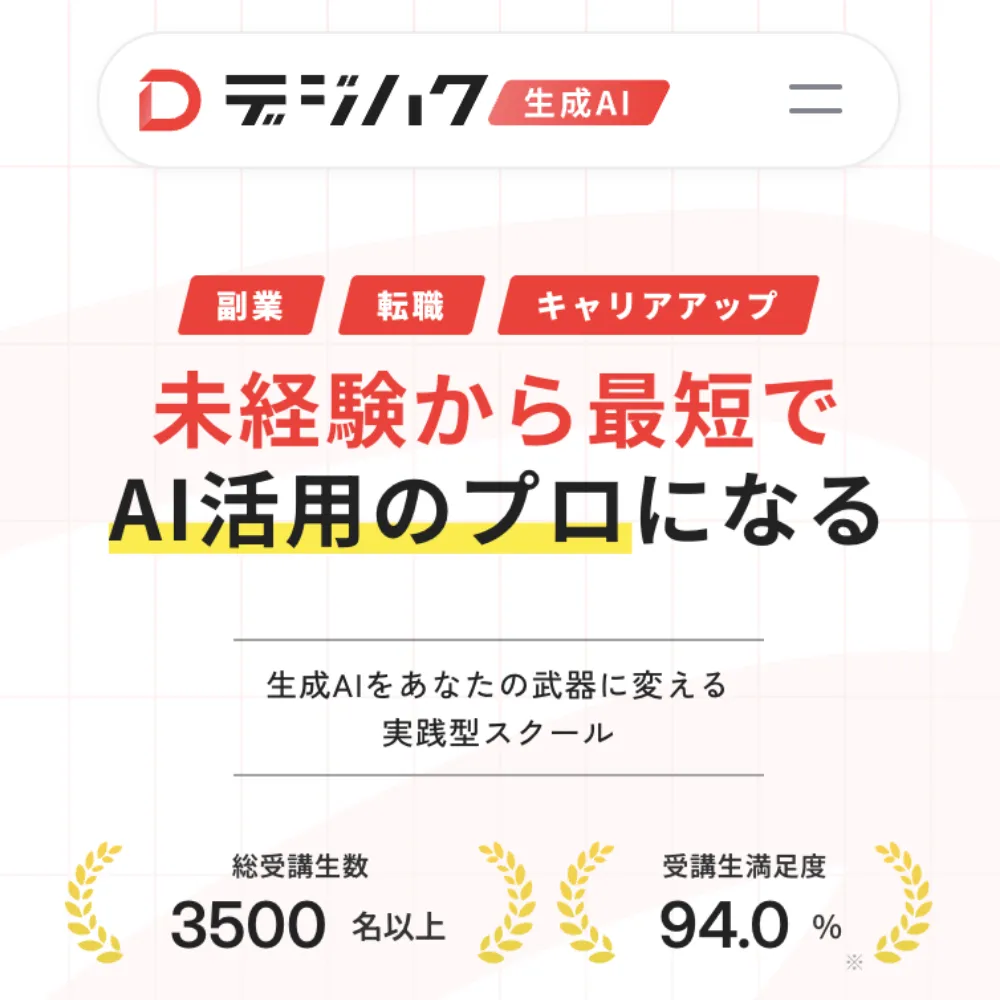 デジハク 生成AI
副業 転職 キャリアアップ
未経験から最短で
AI活用のプロになる
生成AIをあなたの武器に変える
実践型スクール
総受講生数 受講生満足度
3500 名以上 94.0 %
※